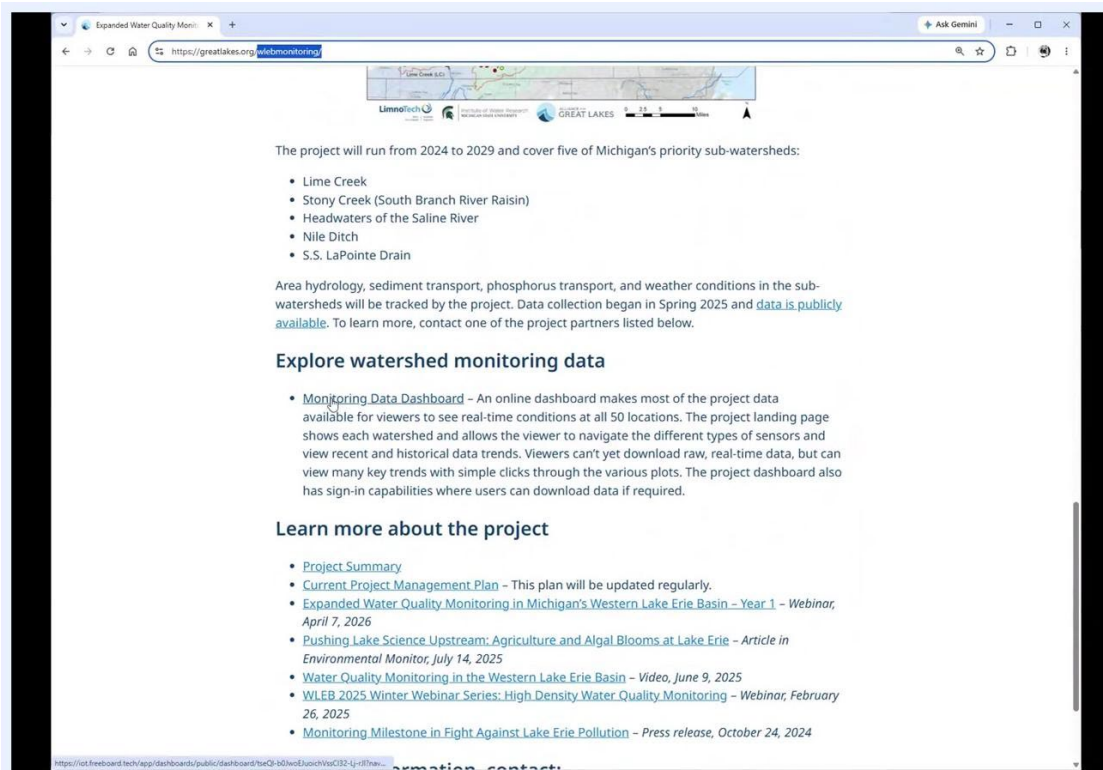 Expanded Water Quality Monit
Ask Gemini
https://greatlakes.org/wlebmonitoring/
Lime Creek (LC)
LimnoTech
Institute of Water Research
MICHIGAN STATE UNIVERSITY
ALLIANCE
GREAT LAKES
0 2.5 5 10
Miles
N
The project will run from 2024 to 2029 and cover five of Michigan’s priority sub-watersheds:
• Lime Creek
• Stony Creek (South Branch River Raisin)
• Headwaters of the Saline River
• Nile Ditch
• S.S. LaPointe Drain
Area hydrology, sediment transport, phosphorus transport, and weather conditions in the sub-
watersheds will be tracked by the project. Data collection began in Spring 2025 and data is publicly
available. To learn more, contact one of the project partners listed below.
Explore watershed monitoring data
• Monitoring Data Dashboard – An online dashboard makes most of the project data
available for viewers to see real-time conditions at all 50 locations. The project landing page
shows each watershed and allows the viewer to navigate the different types of sensors and
view recent and historical data trends. Viewers can’t yet download raw, real-time data, but can
view many key trends with simple clicks through the various plots. The project dashboard also
has sign-in capabilities where users can download data if required.
Learn more about the project
• Project Summary
• Current Project Management Plan – This plan will be updated regularly.
• Expanded Water Quality Monitoring in Michigan’s Western Lake Erie Basin – Year 1 – Webinar,
April 7, 2026
• Pushing Lake Science Upstream: Agriculture and Algal Blooms at Lake Erie – Article in
Environmental Monitor, July 14, 2025
• Water Quality Monitoring in the Western Lake Erie Basin – Video, June 9, 2025
• WLEB 2025 Winter Webinar Series: High Density Water Quality Monitoring – Webinar, February
26, 2025
• Monitoring Milestone in Fight Against Lake Erie Pollution – Press release, October 24, 2024